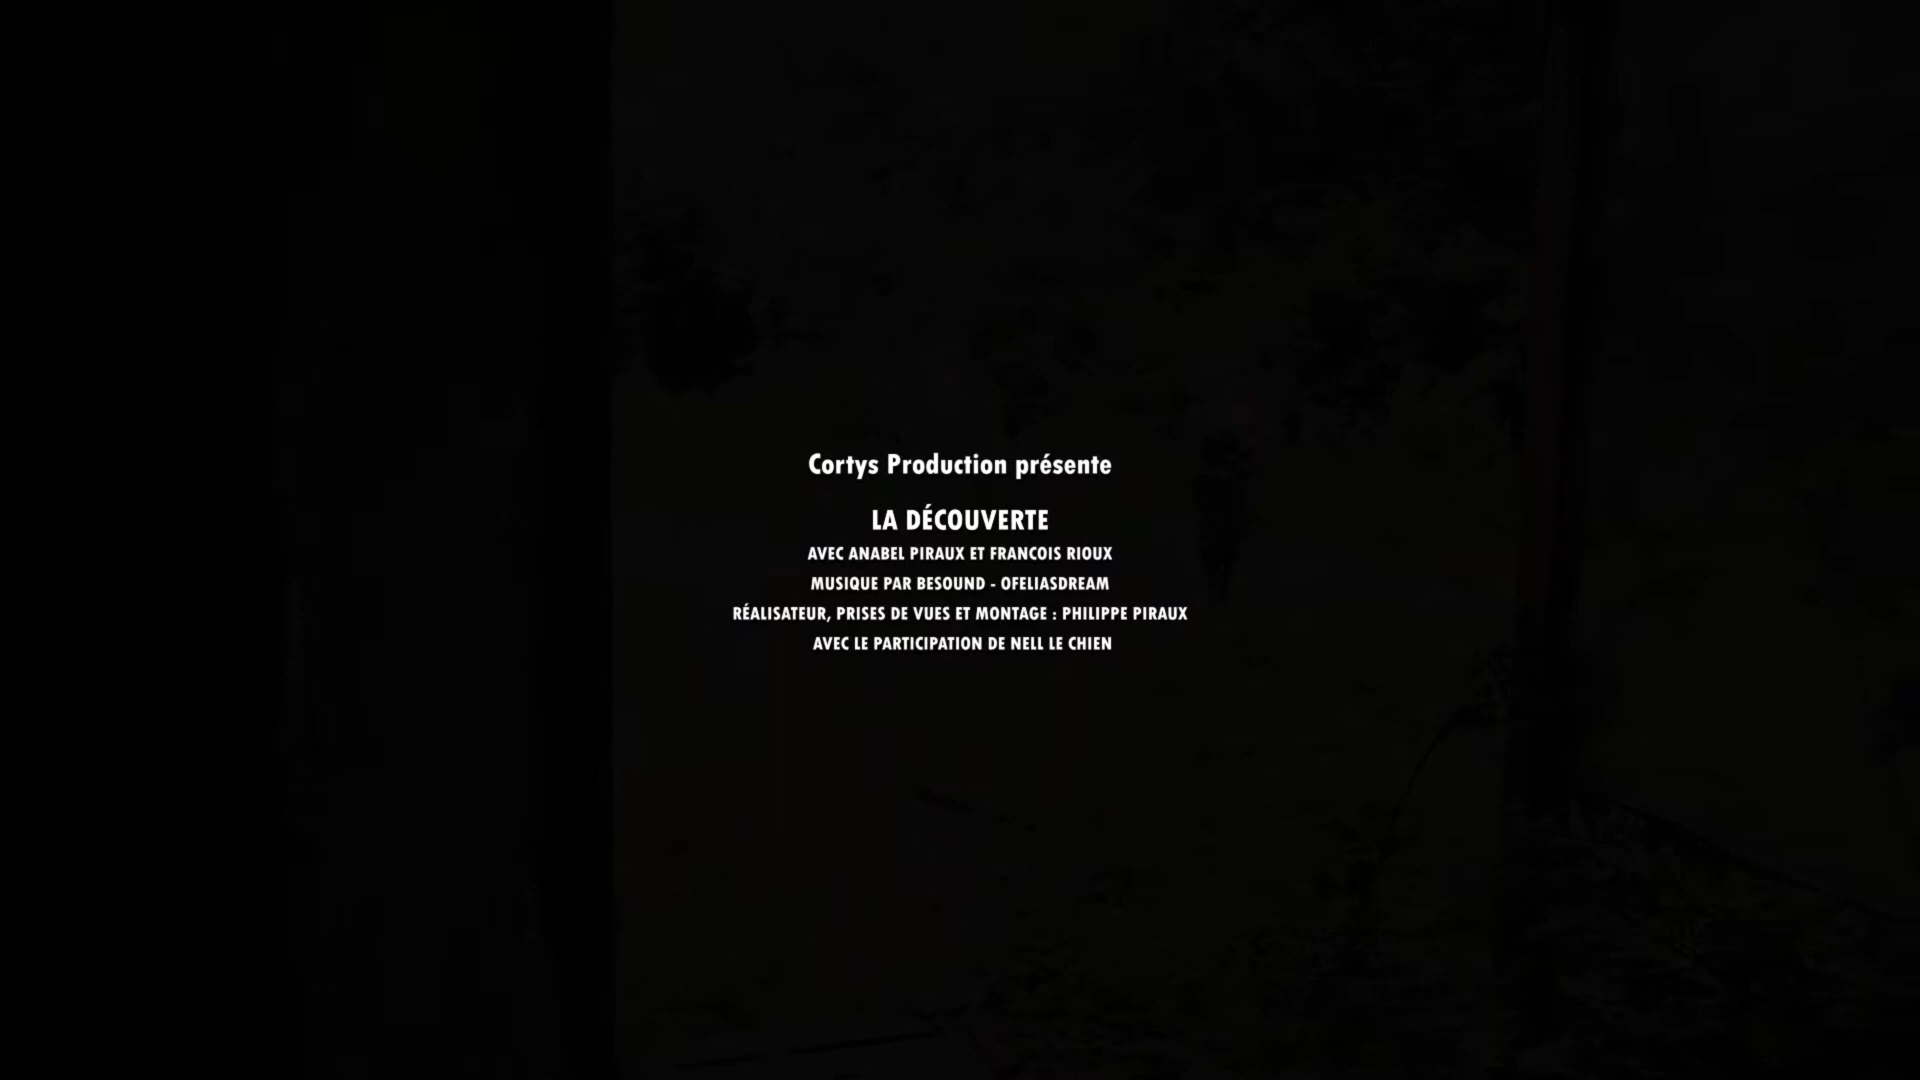 Cortys Production présente
LA DÉCOUVERTE
AVEC ANABEL PIRAUX ET FRANCOIS RIOUX
MUSIQUE PAR BESOUND - OFELIASDREAM
RÉALISATEUR, PRISES DE VUES ET MONTAGE : PHILIPPE PIRAUX
AVEC LE PARTICIPATION DE NELL LE CHIEN